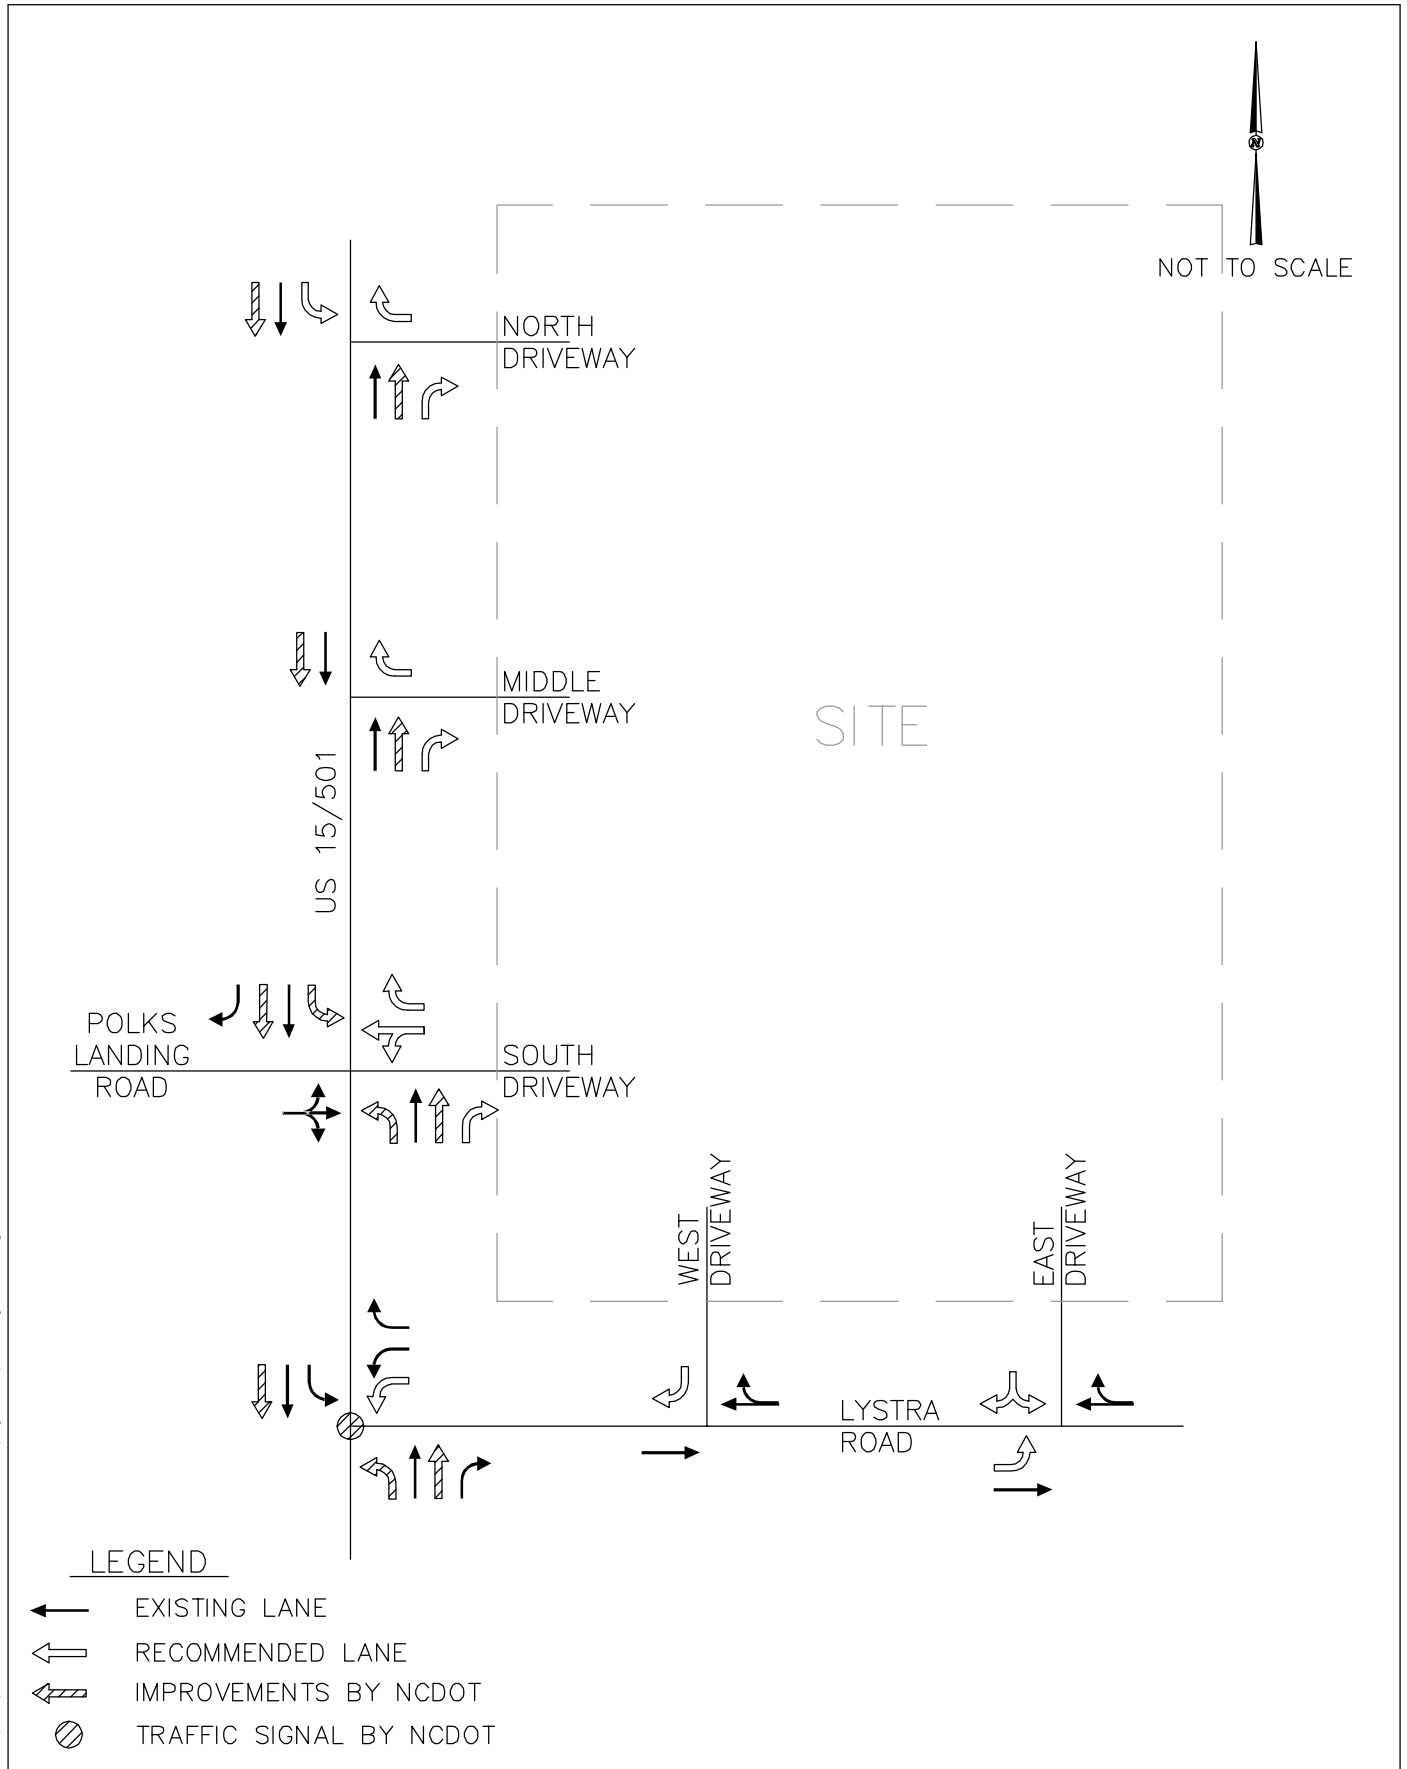 N
NOT TO SCALE
NORTH
DRIVEWAY
MIDDLE
DRIVEWAY
SITE
US 15/501
POLKS
LANDING
ROAD
SOUTH
DRIVEWAY
WEST
DRIVEWAY
EAST
DRIVEWAY
LYSTRA
ROAD
LEGEND
EXISTING LANE
RECOMMENDED LANE
IMPROVEMENTS BY NCDOT
TRAFFIC SIGNAL BY NCDOT